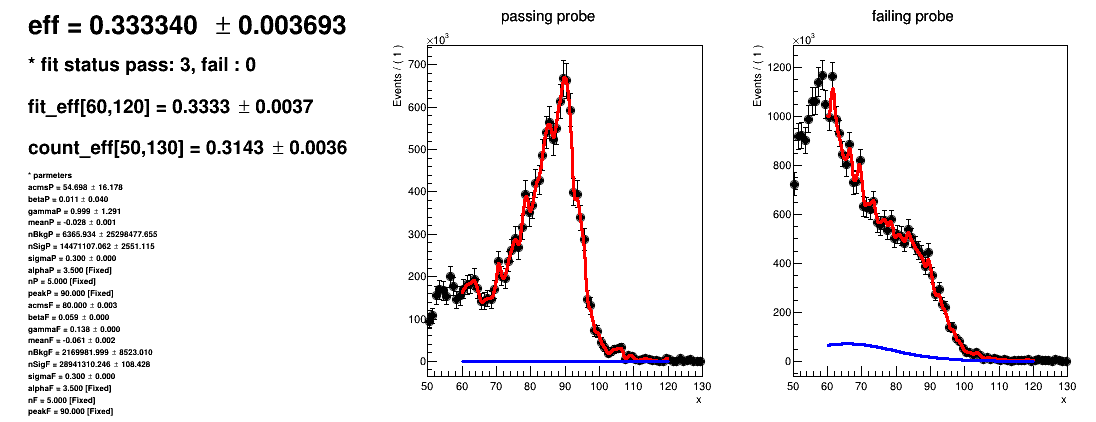 eff = 0.333340 ± 0.003693
* fit status pass: 3, fail : 0
fit_eff[60,120] = 0.3333 ± 0.0037
count_eff[50,130] = 0.3143 ± 0.0036
* parmeters
acmsP = 54.698 ± 16.178
betaP = 0.011 ± 0.040
gammaP = 0.999 ± 1.291
meanP = -0.028 ± 0.001
nBkgP = 6365.934 ± 25298477.655
nSigP = 14471107.062 ± 2551.115
sigmaP = 0.300 ± 0.000
alphaP = 3.500 [Fixed]
nP = 5.000 [Fixed]
peakP = 90.000 [Fixed]
acmsF = 80.000 ± 0.003
betaF = 0.059 ± 0.000
gammaF = 0.138 ± 0.000
meanF = -0.061 ± 0.002
nBkgF = 2169981.999 ± 8523.010
nSigF = 28941310.246 ± 108.428
sigmaF = 0.300 ± 0.000
alphaF = 3.500 [Fixed]
nF = 5.000 [Fixed]
peakF = 90.000 [Fixed]
passing probe
×10³
Events / ( 1 )
700
600
500
400
300
200
100
0
50 60 70 80 90 100 110 120 130
x
failing probe
×10³
Events / ( 1 )
1200
1000
800
600
400
200
0
50 60 70 80 90 100 110 120 130
x